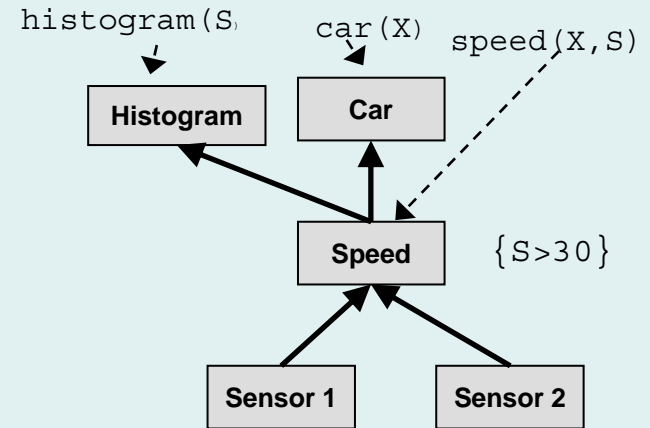 histogram(S)
car(X)
speed(X,S)
Histogram
Car
Speed
{S>30}
Sensor 1
Sensor 2